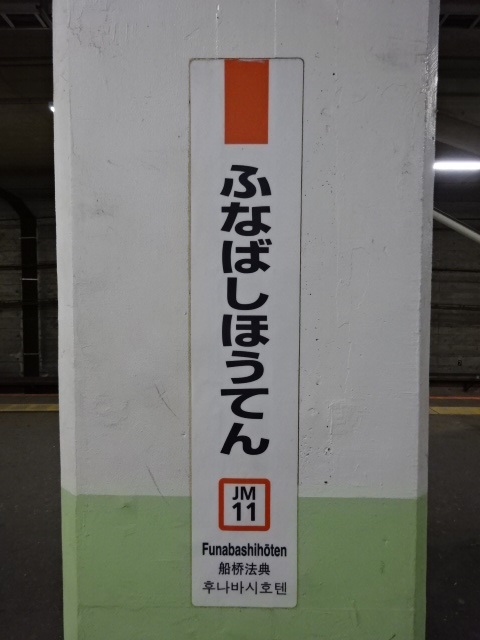 ふなばしほうてん
JM
11
Funabashihōten
船桥法典
후나바시호텐